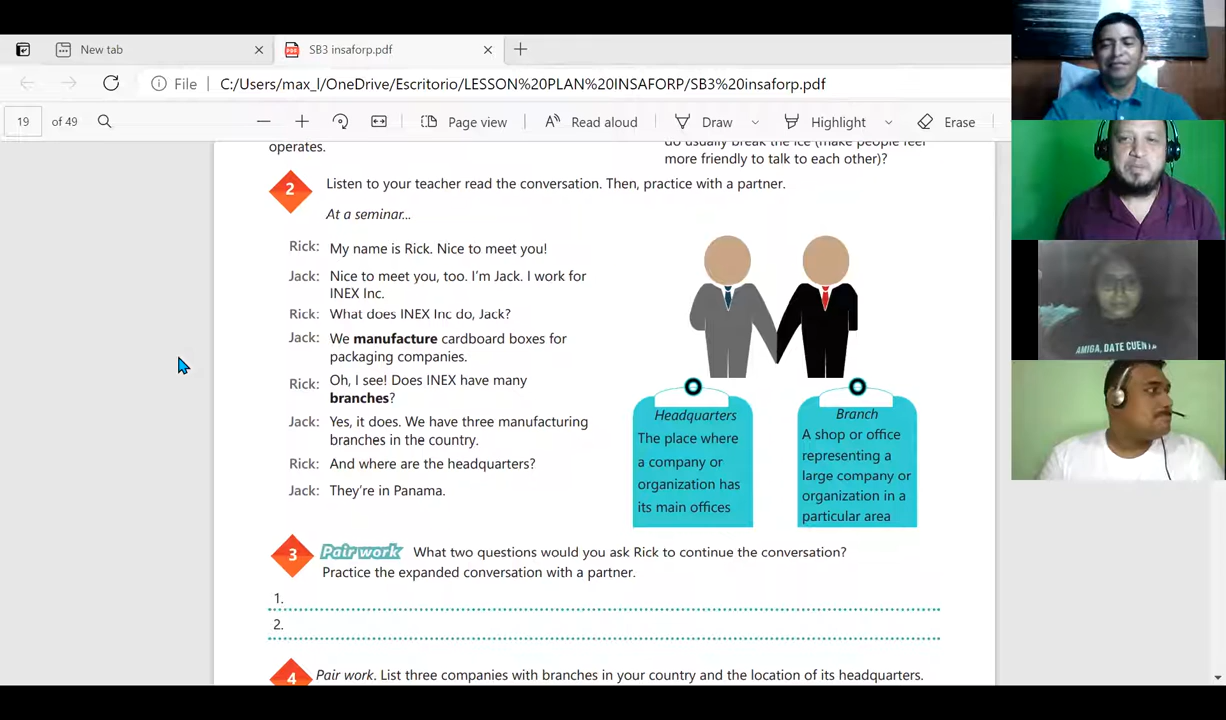 New tab
SB3 insaforp.pdf
File
C:/Users/max_l/OneDrive/Escritorio/LESSON%20PLAN%20INSAFORP/SB3%20insaforp.pdf
19 of 49
Page view
Read aloud
Draw
Highlight
Erase
operates.
do usually break the ice (make people feel
more friendly to talk to each other)?
2 Listen to your teacher read the conversation. Then, practice with a partner.
At a seminar...
Rick: My name is Rick. Nice to meet you!
Jack: Nice to meet you, too. I'm Jack. I work for
INEX Inc.
Rick: What does INEX Inc do, Jack?
Jack: We manufacture cardboard boxes for
packaging companies.
Rick: Oh, I see! Does INEX have many
branches?
Jack: Yes, it does. We have three manufacturing
branches in the country.
Rick: And where are the headquarters?
Jack: They're in Panama.
Headquarters
The place where
a company or
organization has
its main offices
Branch
A shop or office
representing a
large company or
organization in a
particular area
3 Pair work What two questions would you ask Rick to continue the conversation?
Practice the expanded conversation with a partner.
1.
2.
4 Pair work. List three companies with branches in your country and the location of its headquarters.
AMIGA, DATE CUENTA